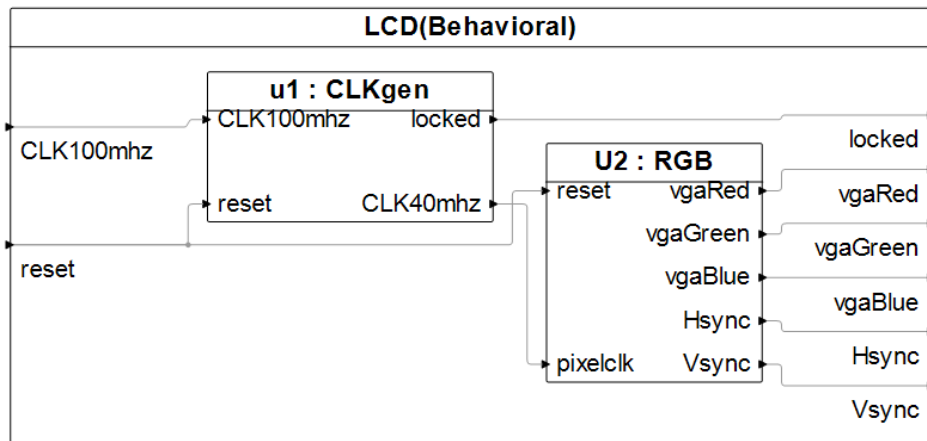 LCD(Behavioral)
u1 : CLKgen
CLK100mhz locked
CLK100mhz
locked
U2 : RGB
reset CLK40mhz
reset vgaRed
vgaRed
vgaGreen
vgaGreen
reset
vgaBlue
vgaBlue
Hsync
Hsync
pixelclk Vsync
Vsync